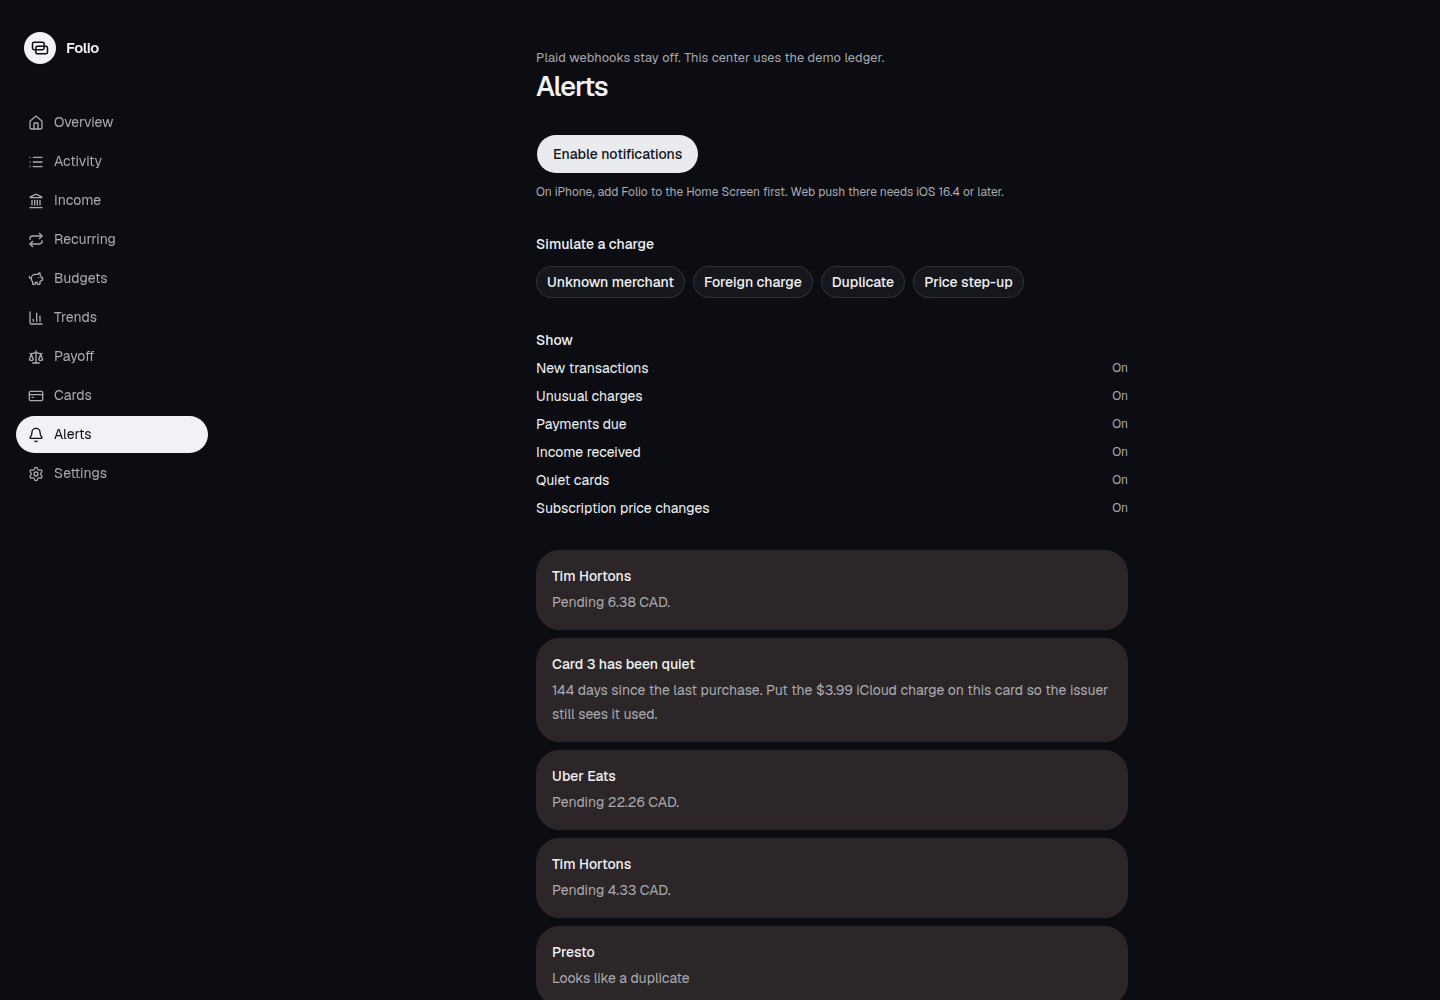 Folio
Overview
Activity
Income
Recurring
Budgets
Trends
Payoff
Cards
Alerts
Settings
Plaid webhooks stay off. This center uses the demo ledger.
Alerts
Enable notifications
On iPhone, add Folio to the Home Screen first. Web push there needs iOS 16.4 or later.
Simulate a charge
Unknown merchant Foreign charge Duplicate Price step-up
Show
New transactions On
Unusual charges On
Payments due On
Income received On
Quiet cards On
Subscription price changes On
Tim Hortons
Pending 6.38 CAD.
Card 3 has been quiet
144 days since the last purchase. Put the $3.99 iCloud charge on this card so the issuer
still sees it used.
Uber Eats
Pending 22.26 CAD.
Tim Hortons
Pending 4.33 CAD.
Presto
Looks like a duplicate